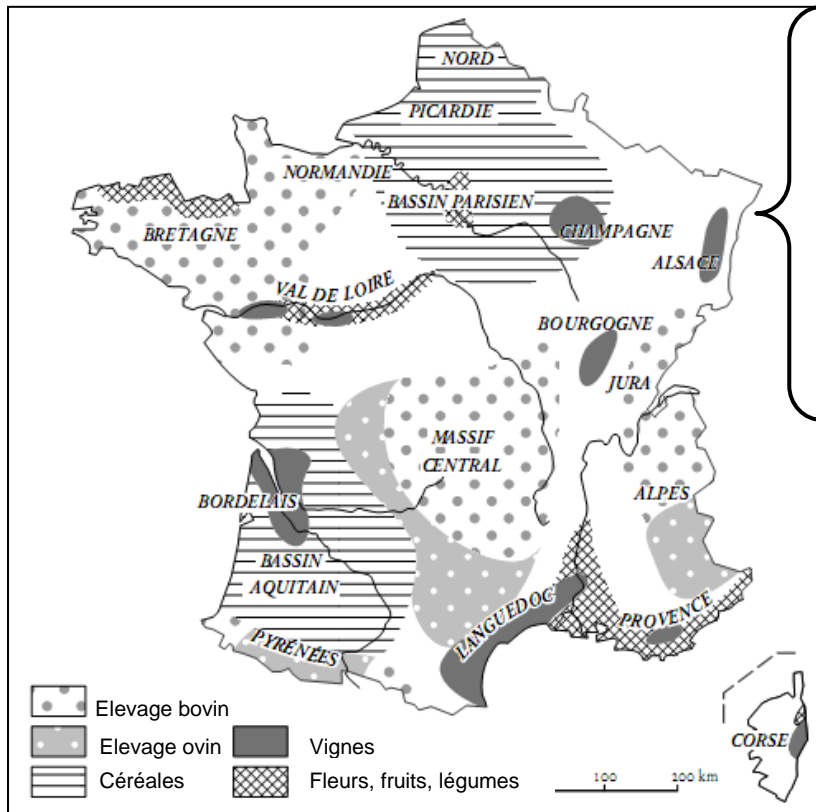 NORD
PICARDIE
NORMANDIE
BASSIN PARISIEN
BRETAGNE
CHAMPAGNE
ALSACE
VAL DE LOIRE
BOURGOGNE
JURA
MASSIF
CENTRAL
ALPES
BORDELAIS
BASSIN
AQUITAIN
LANGUEDOC
PROVENCE
PYRÉNÉES
CORSE
Elevage bovin
Elevage ovin
Vignes
Céréales
Fleurs, fruits, légumes
100
200 km